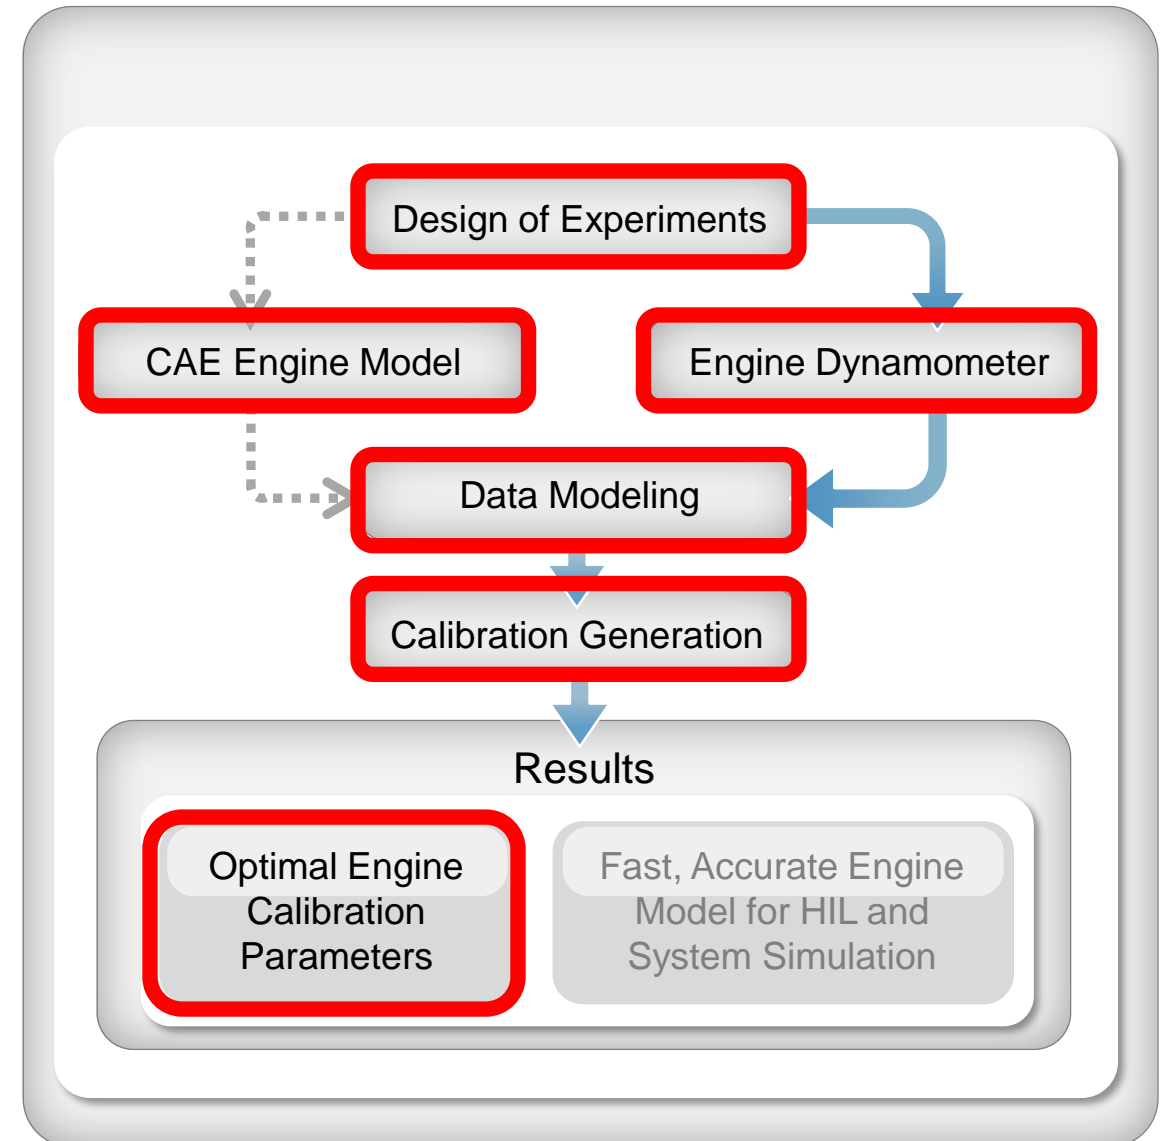 Design of Experiments
CAE Engine Model
Engine Dynamometer
Data Modeling
Calibration Generation
Results
Optimal Engine
Calibration
Parameters
Fast, Accurate Engine
Model for HIL and
System Simulation